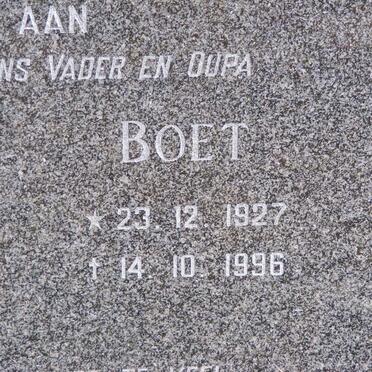 AAN
NS VADER EN OUPA
BOET
* 23. 12. 1927
† 14. 10. 1996